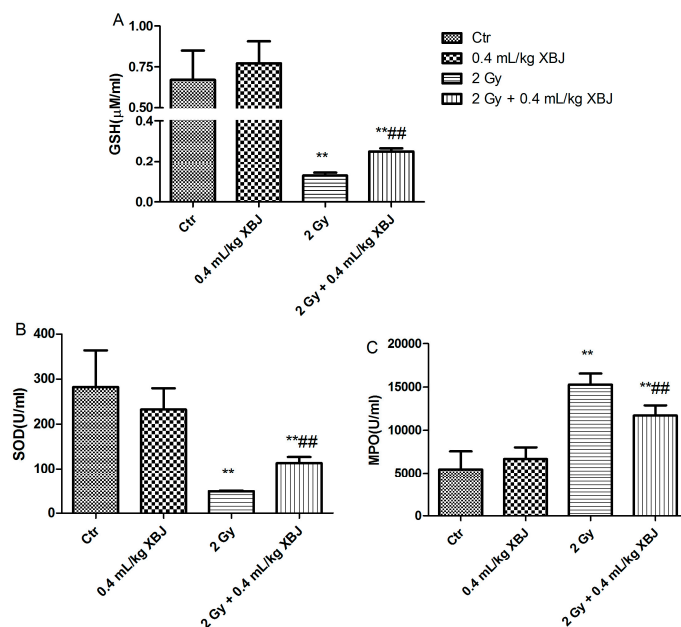 A
1.00
0.75
0.50
0.4
0.2
0.0
GSH(μM/ml)
**
**##
Ctr
0.4 mL/kg XBJ
2 Gy
2 Gy + 0.4 mL/kg XBJ
Ctr
0.4 mL/kg XBJ
2 Gy
2 Gy + 0.4 mL/kg XBJ
B
400
300
200
100
0
SOD(U/ml)
**
**##
Ctr
0.4 mL/kg XBJ
2 Gy
2 Gy + 0.4 mL/kg XBJ
C
20000
15000
10000
5000
0
MPO(U/ml)
**
**##
Ctr
0.4 mL/kg XBJ
2 Gy
2 Gy + 0.4 mL/kg XBJ